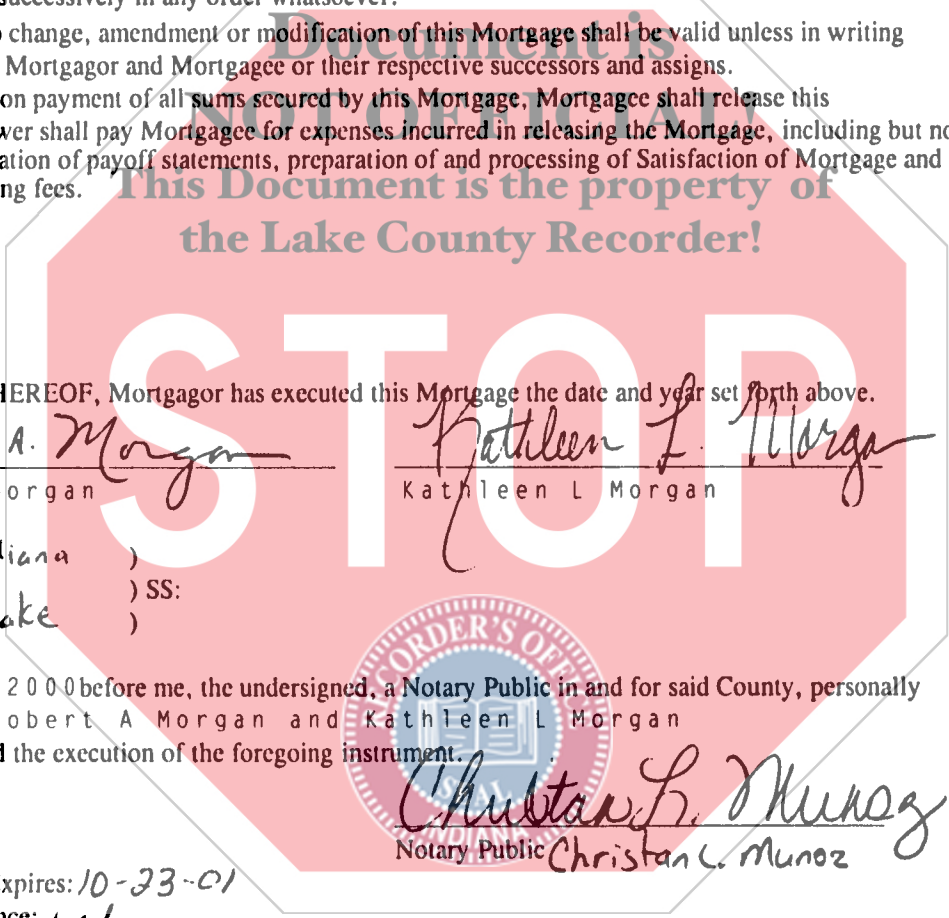 successively in any order whatsoever.
change, amendment or modification of this Mortgage shall be valid unless in writing
Document is
Mortgagor and Mortgagee or their respective successors and assigns.
on payment of all sums secured by this Mortgage, Mortgagee shall release this
NOT OFFICIAL!
wer shall pay Mortgagee for expenses incurred in releasing the Mortgage, including but no
ation of payoff statements, preparation of and processing of Satisfaction of Mortgage and
ng fees.
This Document is the property of
the Lake County Recorder!
STOP
HEREOF, Mortgagor has executed this Mortgage the date and year set forth above.
A. Morgan Kathleen L. Morgan
organ Kathleen L Morgan
diana )
) SS:
ake )
RECORDER'S OFFICE
2000 before me, the undersigned, a Notary Public in and for said County, personally
obert A Morgan and Kathleen L Morgan
d the execution of the foregoing instrument.
SEAL
Christan L. Munoz
INDIANA
Notary Public Christan L. Munoz
xpires: 10-23-01
nce: